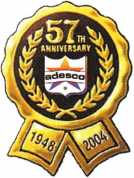 57TH
ANNIVERSARY
adesco
1948 2004